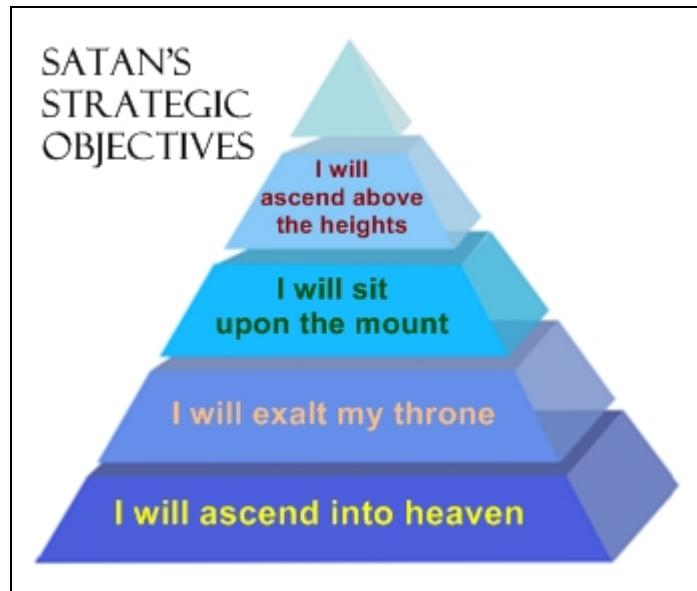 SATAN'S
STRATEGIC
OBJECTIVES
I will
ascend above
the heights
I will sit
upon the mount
I will exalt my throne
I will ascend into heaven